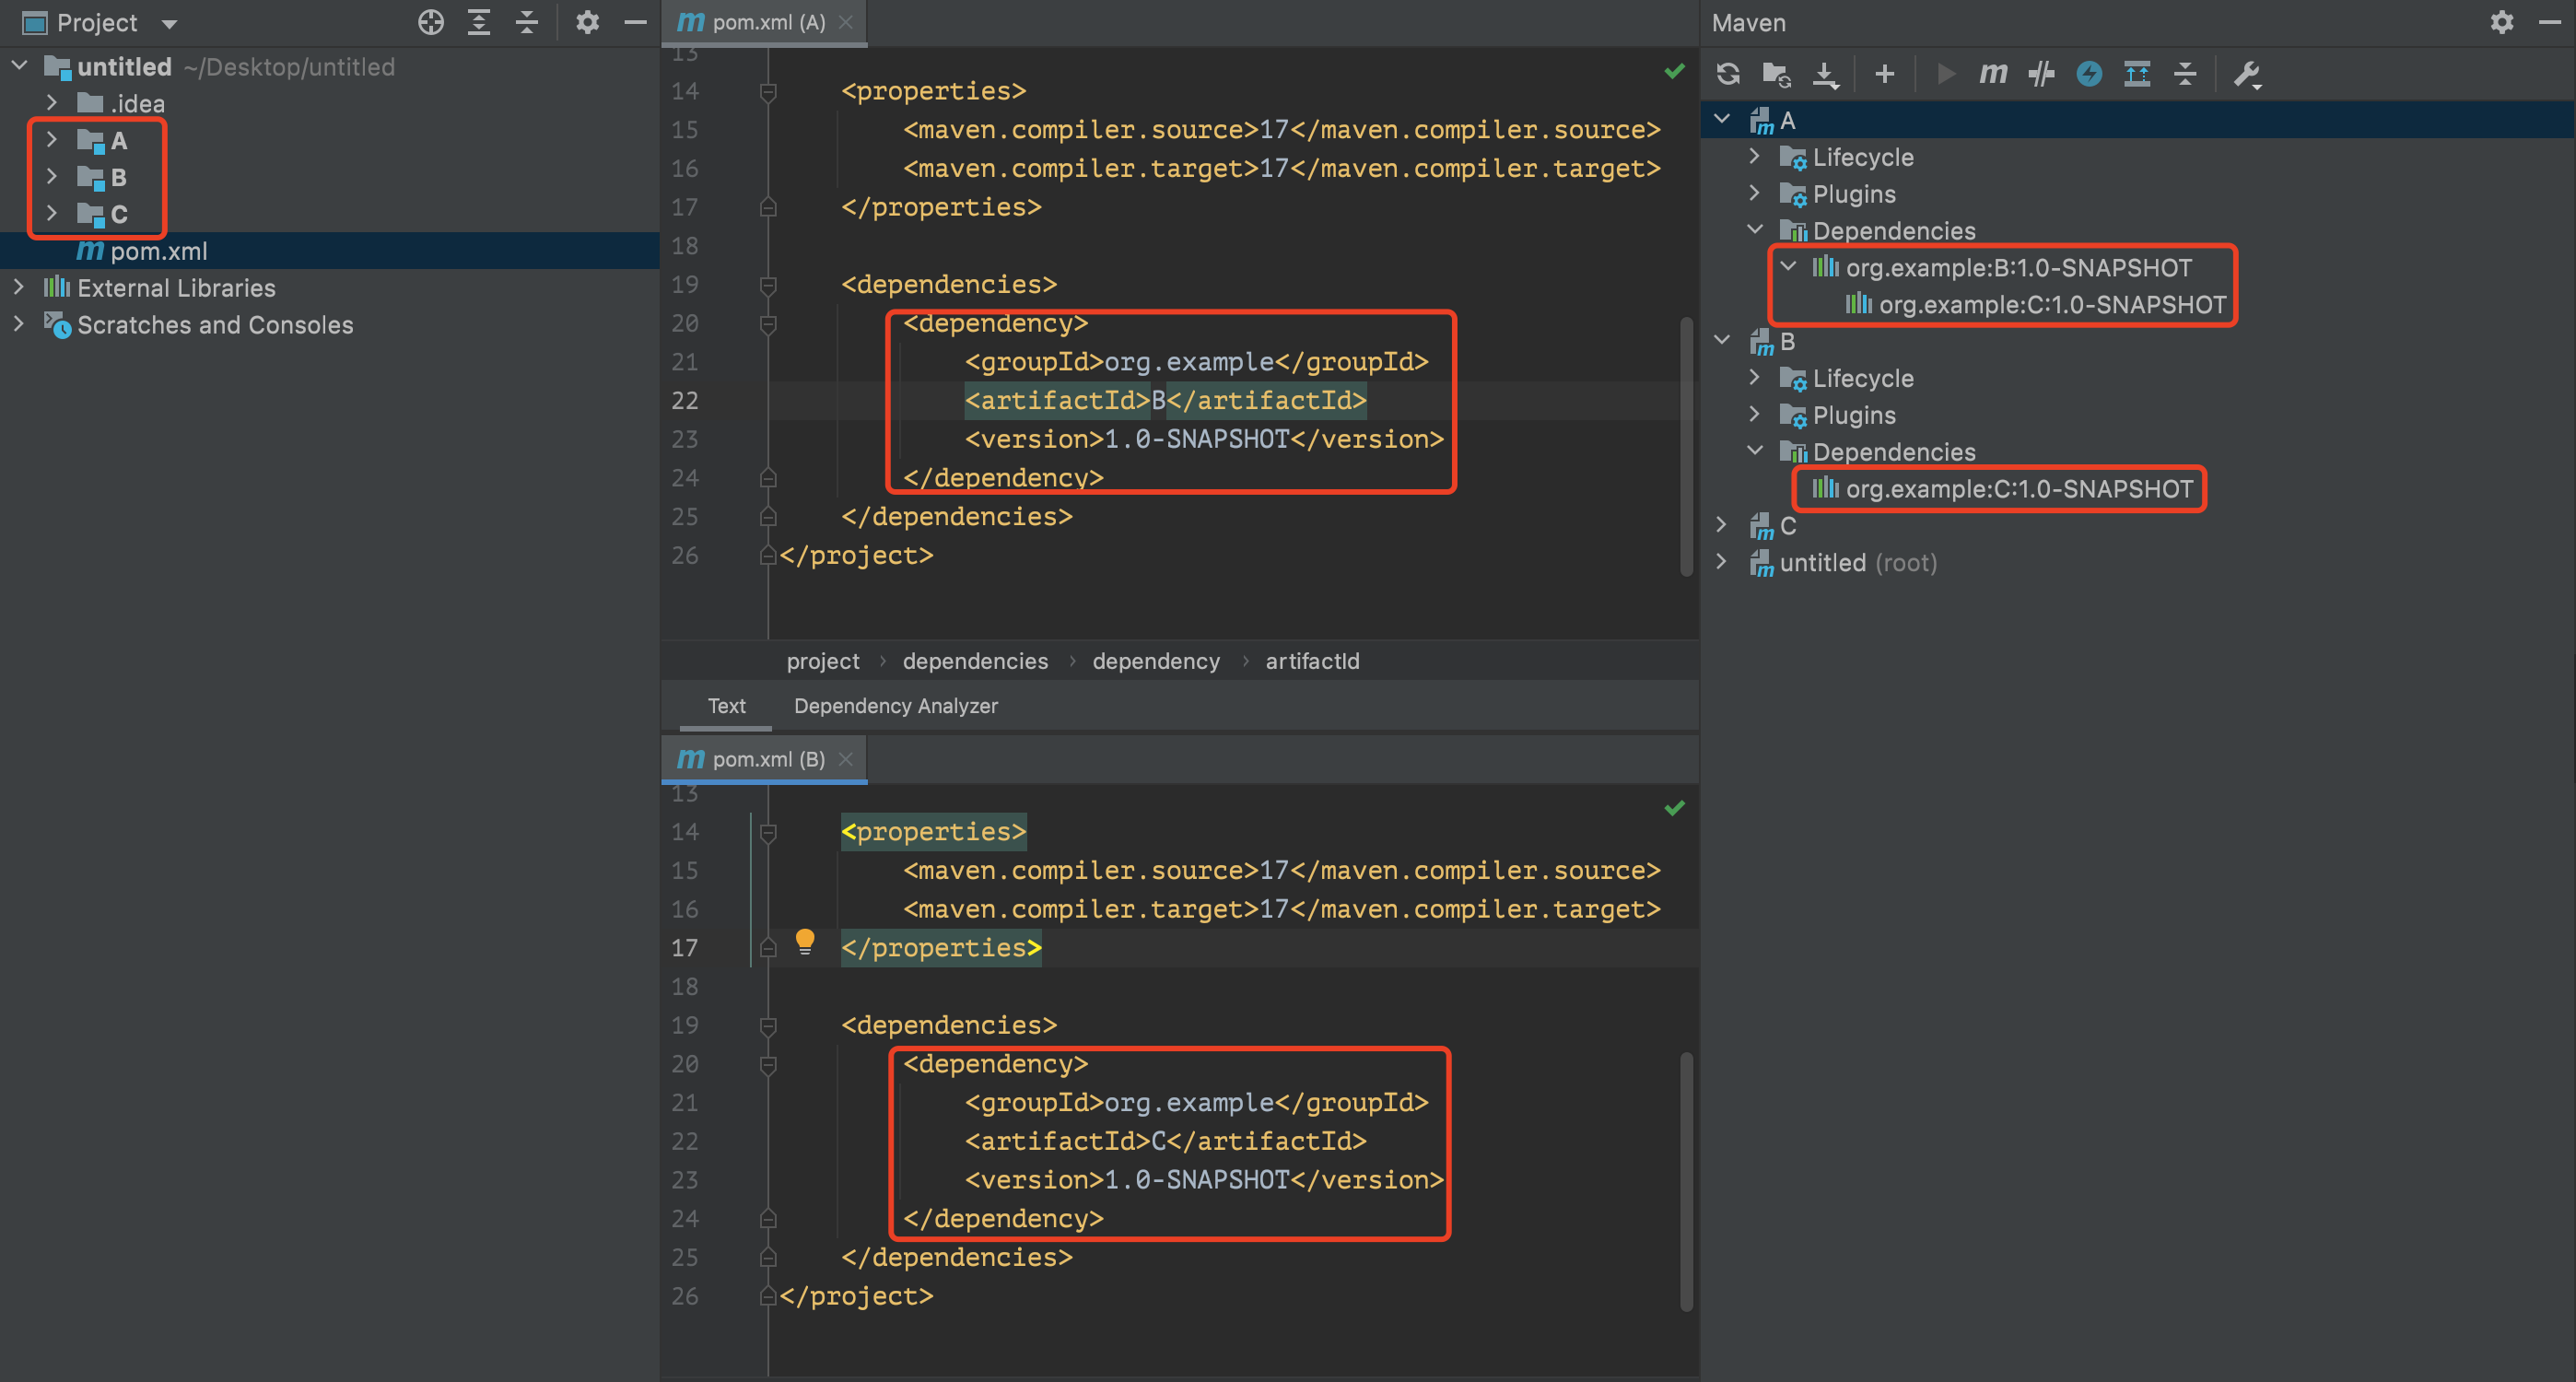 Project
untitled ~/Desktop/untitled
.idea
A
B
C
pom.xml
External Libraries
Scratches and Consoles
pom.xml (A)
13
14 <properties>
15 <maven.compiler.source>17</maven.compiler.source>
16 <maven.compiler.target>17</maven.compiler.target>
17 </properties>
18
19 <dependencies>
20 <dependency>
21 <groupId>org.example</groupId>
22 <artifactId>B</artifactId>
23 <version>1.0-SNAPSHOT</version>
24 </dependency>
25 </dependencies>
26 </project>
project › dependencies › dependency › artifactId
Text Dependency Analyzer
pom.xml (B)
13
14 <properties>
15 <maven.compiler.source>17</maven.compiler.source>
16 <maven.compiler.target>17</maven.compiler.target>
17 </properties>
18
19 <dependencies>
20 <dependency>
21 <groupId>org.example</groupId>
22 <artifactId>C</artifactId>
23 <version>1.0-SNAPSHOT</version>
24 </dependency>
25 </dependencies>
26 </project>
Maven
A
Lifecycle
Plugins
Dependencies
org.example:B:1.0-SNAPSHOT
org.example:C:1.0-SNAPSHOT
B
Lifecycle
Plugins
Dependencies
org.example:C:1.0-SNAPSHOT
C
untitled (root)